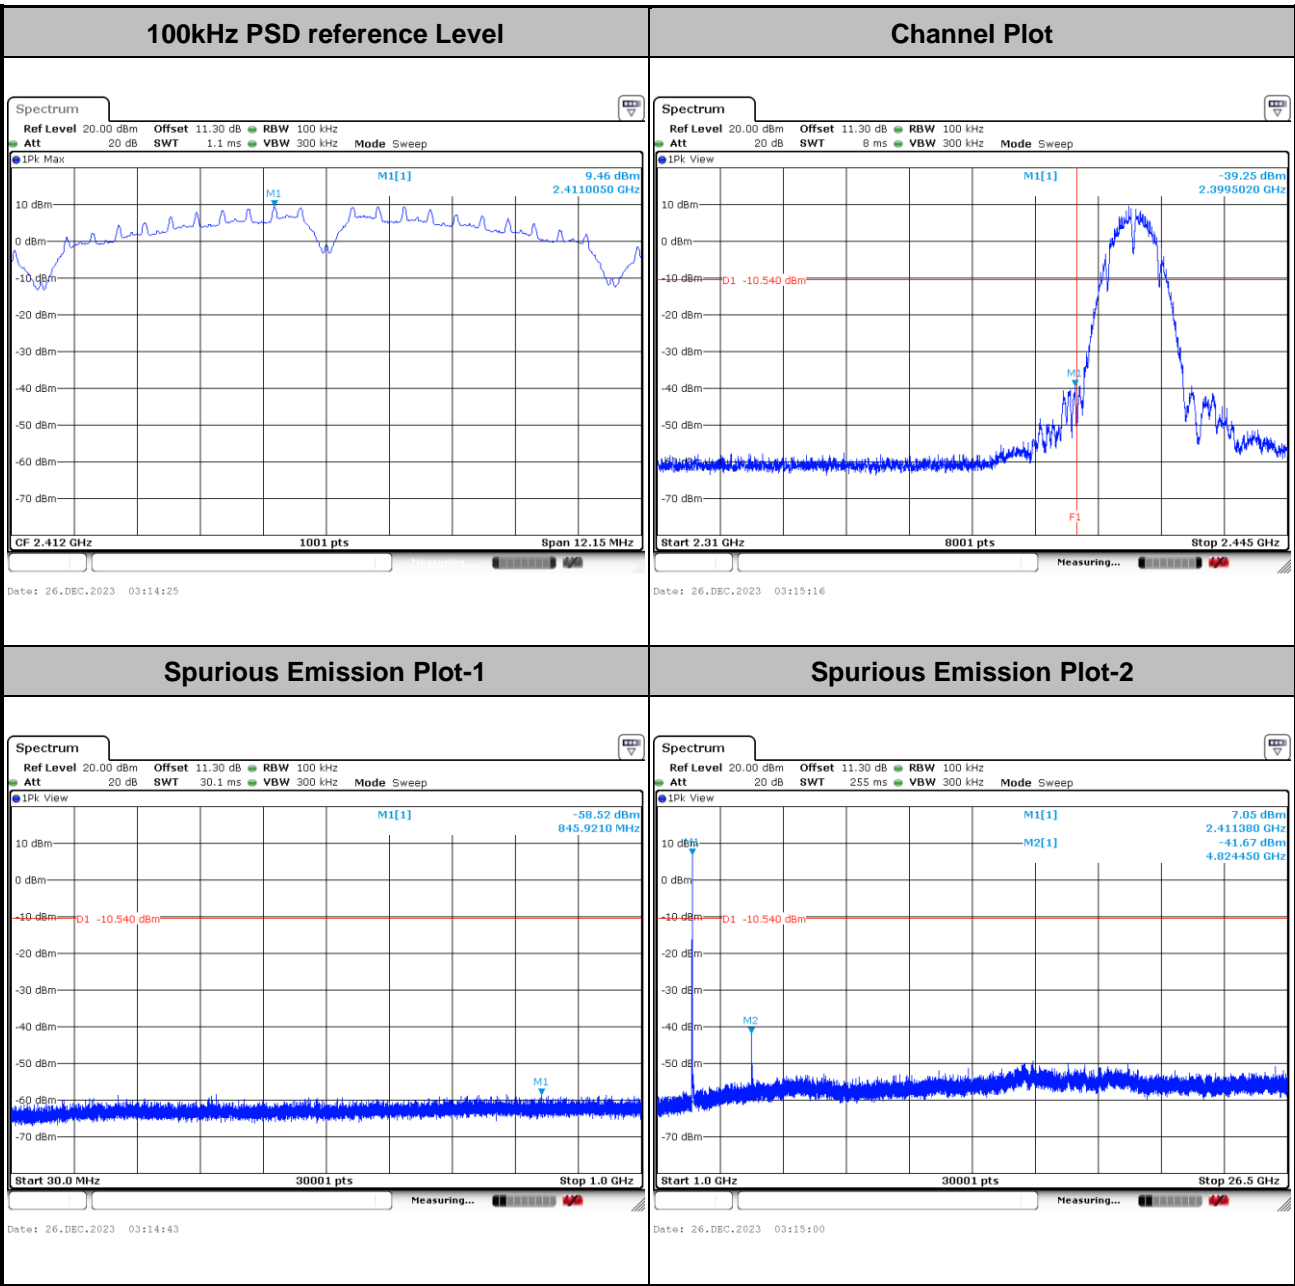 100kHz PSD reference Level
Channel Plot
Spectrum
Ref Level 20.00 dBm Offset 11.30 dB RBW 100 kHz
Att 20 dB SWT 1.1 ms VBW 300 kHz Mode Sweep
1Pk Max
M1[1] 9.46 dBm
2.4110050 GHz
M1
10 dBm
0 dBm
-10 dBm
-20 dBm
-30 dBm
-40 dBm
-50 dBm
-60 dBm
-70 dBm
CF 2.412 GHz 1001 pts Span 12.15 MHz
Measuring...
Date: 26.DEC.2023 03:14:25
Spectrum
Ref Level 20.00 dBm Offset 11.30 dB RBW 100 kHz
Att 20 dB SWT 8 ms VBW 300 kHz Mode Sweep
1Pk View
M1[1] -39.25 dBm
2.3995020 GHz
10 dBm
0 dBm
-10 dBm
D1 -10.540 dBm
-20 dBm
-30 dBm
M1
-40 dBm
-50 dBm
-60 dBm
-70 dBm
F1
Start 2.31 GHz 8001 pts Stop 2.445 GHz
Measuring...
Date: 26.DEC.2023 03:15:16
Spurious Emission Plot-1
Spurious Emission Plot-2
Spectrum
Ref Level 20.00 dBm Offset 11.30 dB RBW 100 kHz
Att 20 dB SWT 30.1 ms VBW 300 kHz Mode Sweep
1Pk View
M1[1] -58.52 dBm
845.9210 MHz
10 dBm
0 dBm
-10 dBm
D1 -10.540 dBm
-20 dBm
-30 dBm
-40 dBm
-50 dBm
M1
-60 dBm
-70 dBm
Start 30.0 MHz 30001 pts Stop 1.0 GHz
Measuring...
Date: 26.DEC.2023 03:14:43
Spectrum
Ref Level 20.00 dBm Offset 11.30 dB RBW 100 kHz
Att 20 dB SWT 255 ms VBW 300 kHz Mode Sweep
1Pk View
M1[1] 7.05 dBm
2.411380 GHz
M2[1] -41.67 dBm
4.824450 GHz
10 dBm
M1
0 dBm
-10 dBm
D1 -10.540 dBm
-20 dBm
-30 dBm
-40 dBm
M2
-50 dBm
-60 dBm
-70 dBm
Start 1.0 GHz 30001 pts Stop 26.5 GHz
Measuring...
Date: 26.DEC.2023 03:15:00